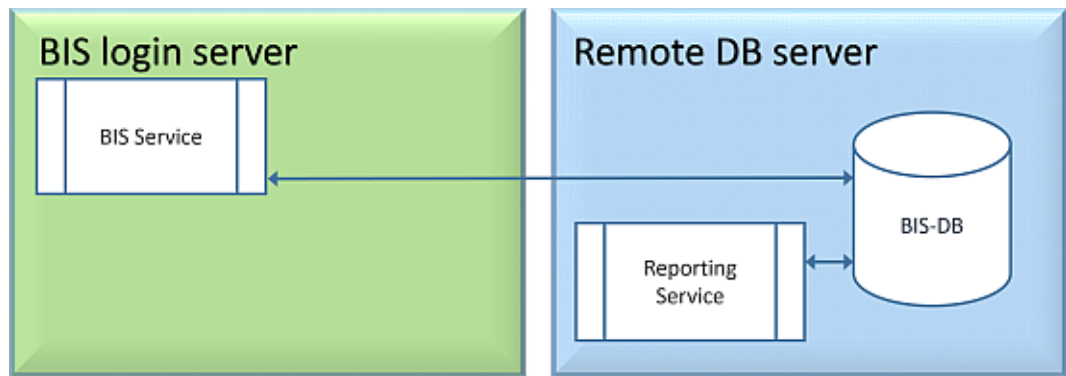 BIS login server
BIS Service
Remote DB server
BIS-DB
Reporting
Service